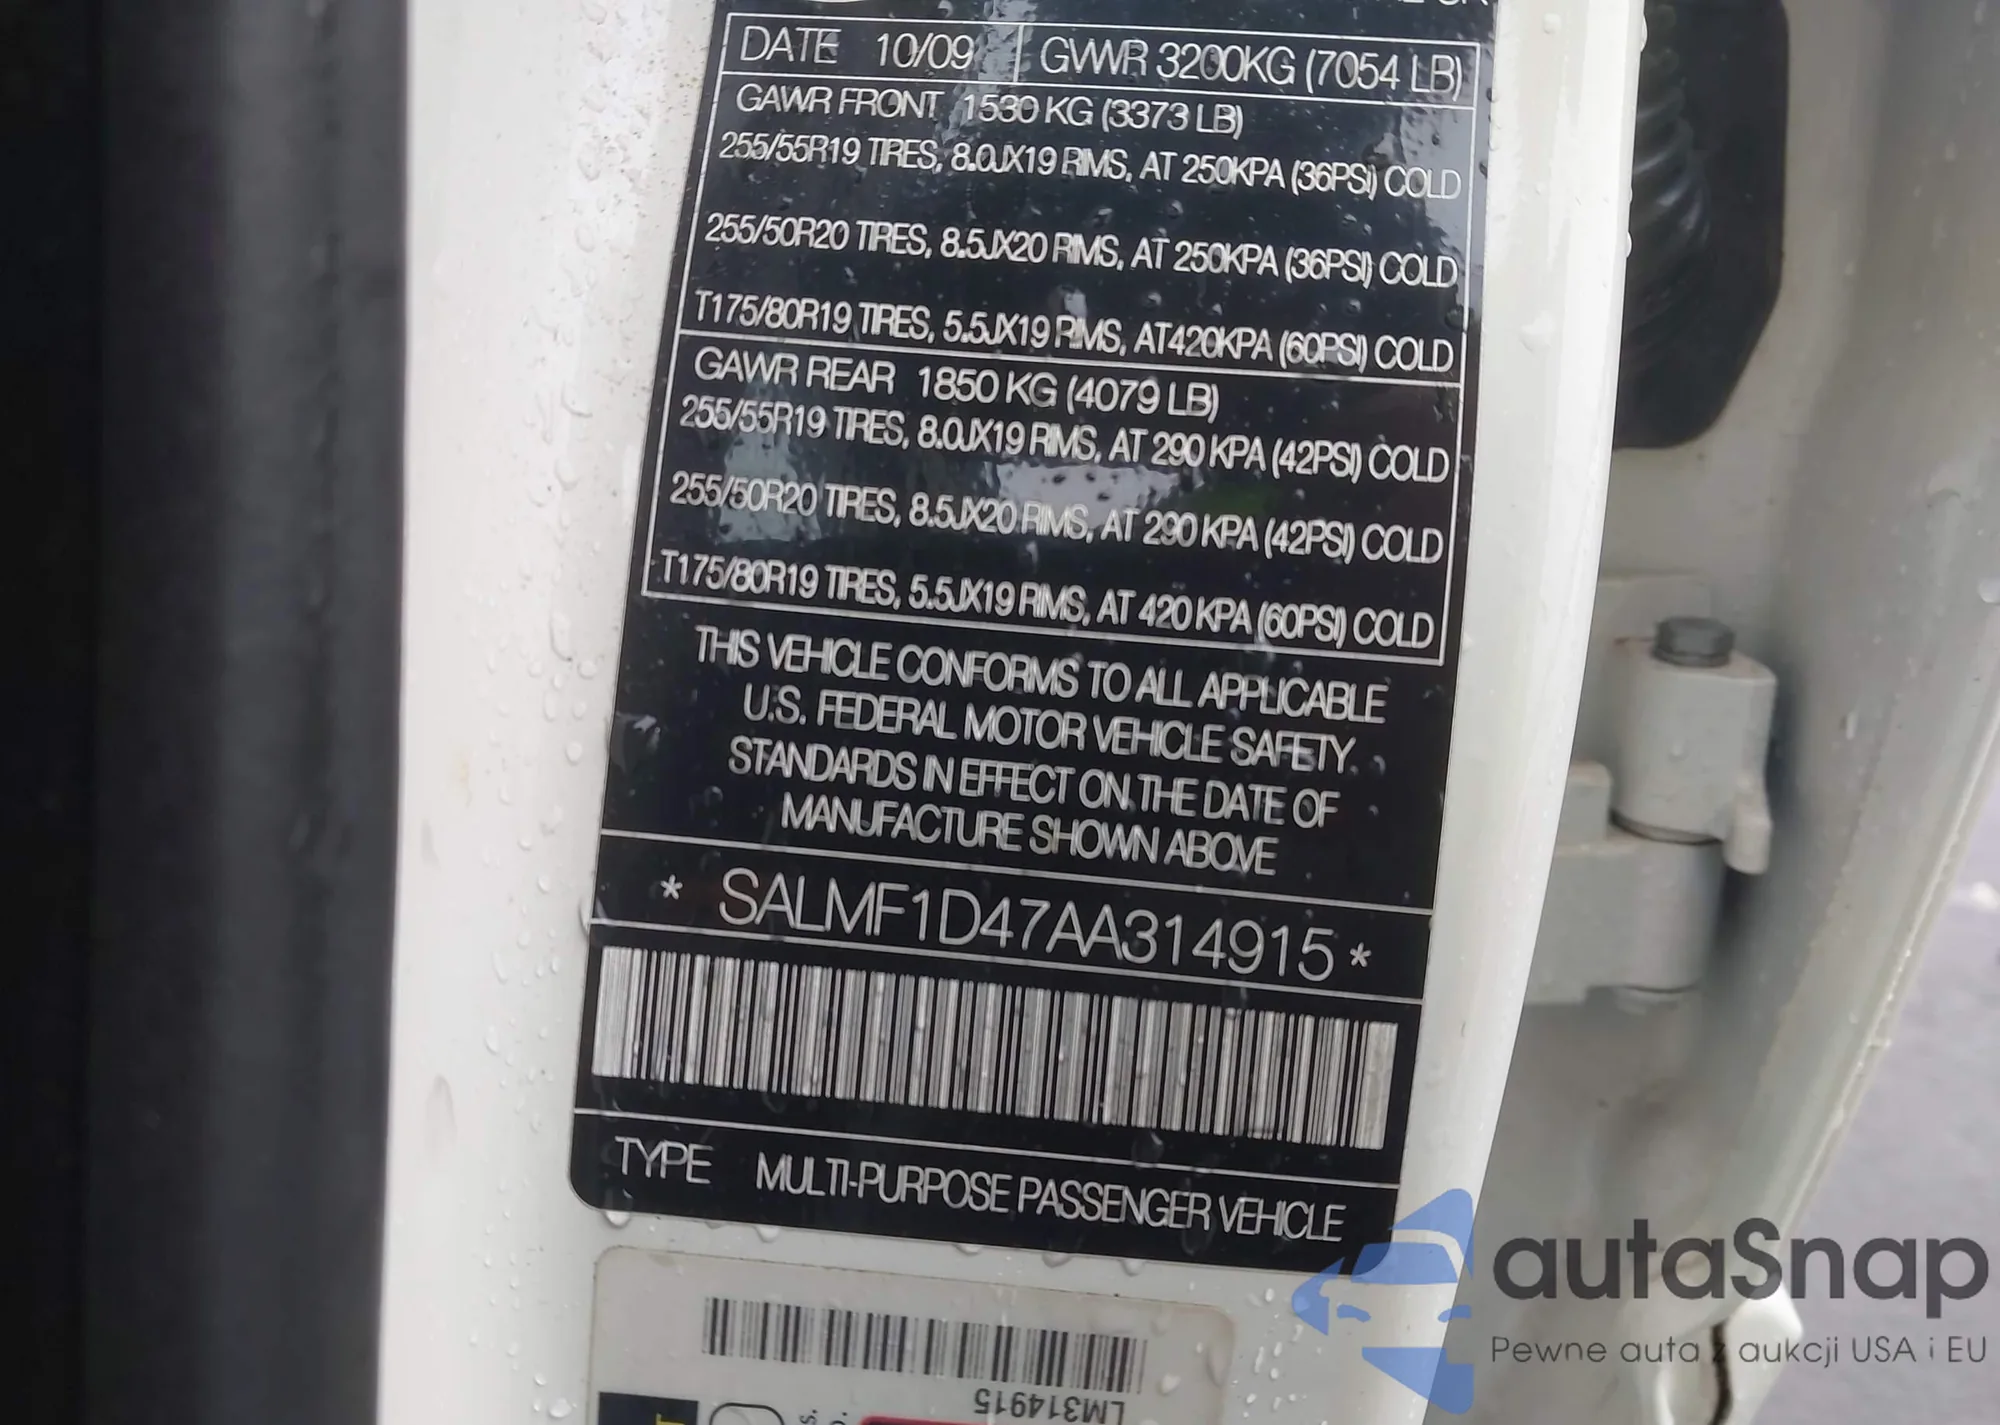 DATE 10/09 GVWR 3200KG (7054 LB)
GAWR FRONT 1530 KG (3373 LB)
255/55R19 TIRES, 8.0JX19 RIMS, AT 250KPA (36PSI) COLD
255/50R20 TIRES, 8.5JX20 RIMS, AT 250KPA (36PSI) COLD
T175/80R19 TIRES, 5.5JX19 RIMS, AT420KPA (60PSI) COLD
GAWR REAR 1850 KG (4079 LB)
255/55R19 TIRES, 8.0JX19 RIMS, AT 290 KPA (42PSI) COLD
255/50R20 TIRES, 8.5JX20 RIMS, AT 290 KPA (42PSI) COLD
T175/80R19 TIRES, 5.5JX19 RIMS, AT 420 KPA (60PSI) COLD
THIS VEHICLE CONFORMS TO ALL APPLICABLE
U.S. FEDERAL MOTOR VEHICLE SAFETY
STANDARDS IN EFFECT ON THE DATE OF
MANUFACTURE SHOWN ABOVE
* SALMF1D47AA314915 *
TYPE MULTI-PURPOSE PASSENGER VEHICLE
LM314915
autaSnap
Pewne auta z aukcji USA i EU